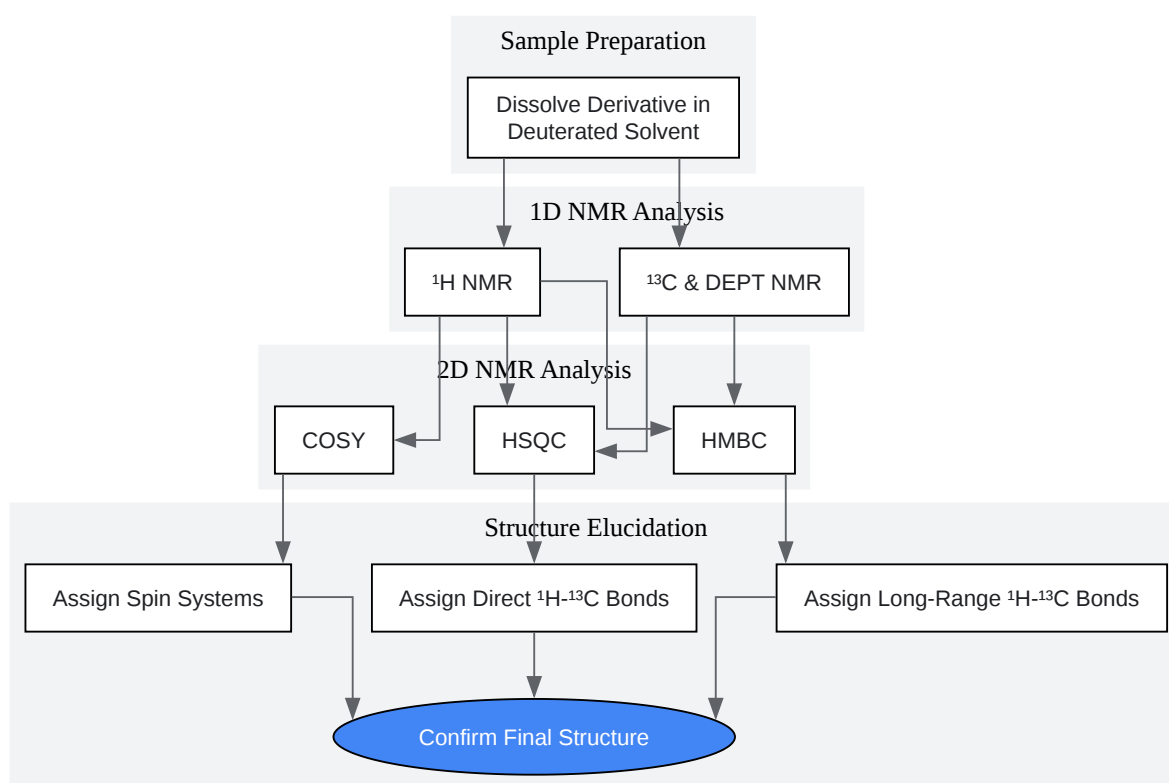 Sample Preparation
Dissolve Derivative in
Deuterated Solvent
1D NMR Analysis
¹H NMR
¹³C & DEPT NMR
2D NMR Analysis
COSY
HSQC
HMBC
Structure Elucidation
Assign Spin Systems
Assign Direct ¹H-¹³C Bonds
Assign Long-Range ¹H-¹³C Bonds
Confirm Final Structure